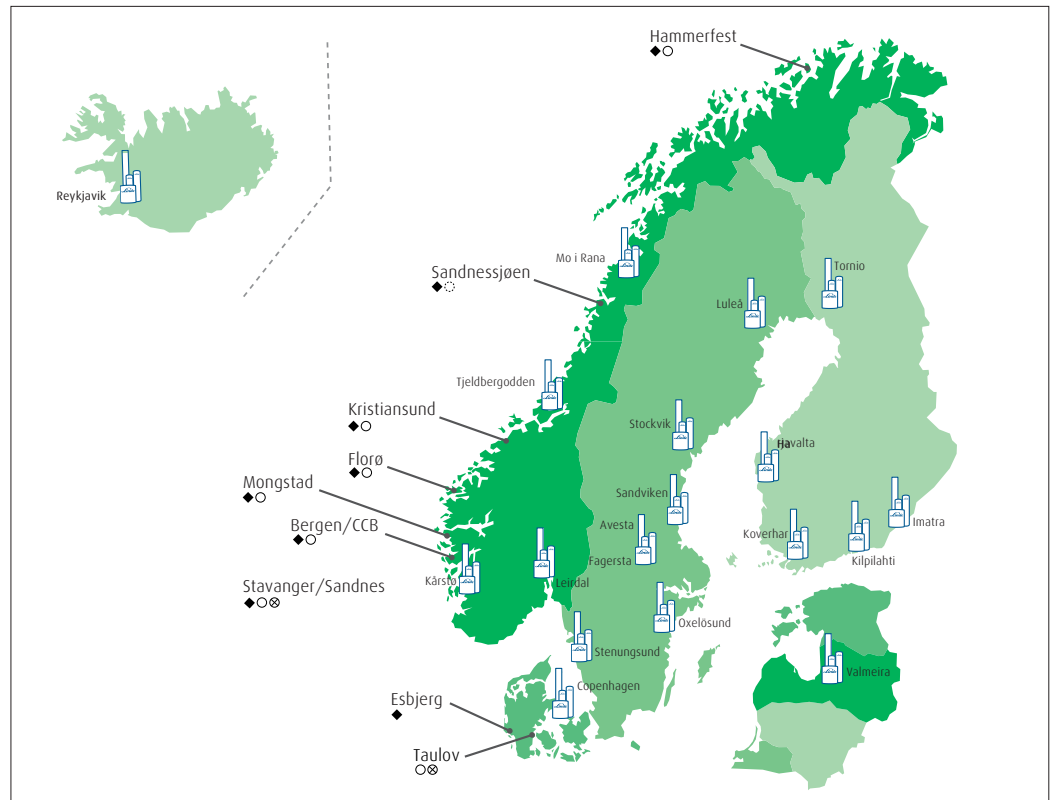 Hammerfest
Reykjavik
Mo i Rana
Tornio
Sandnessjøen
Luleå
Tjeldbergodden
Kristiansund
Stockvik
Florø
Mongstad
Sandviken
Bergen/CCB
Avesta
Imatra
Koverhar
Kilpilahti
Fagersta
Kårstø
Leirdal
Stavanger/Sandnes
Oxelösund
Stenungsund
Valmeira
Copenhagen
Esbjerg
Taulov